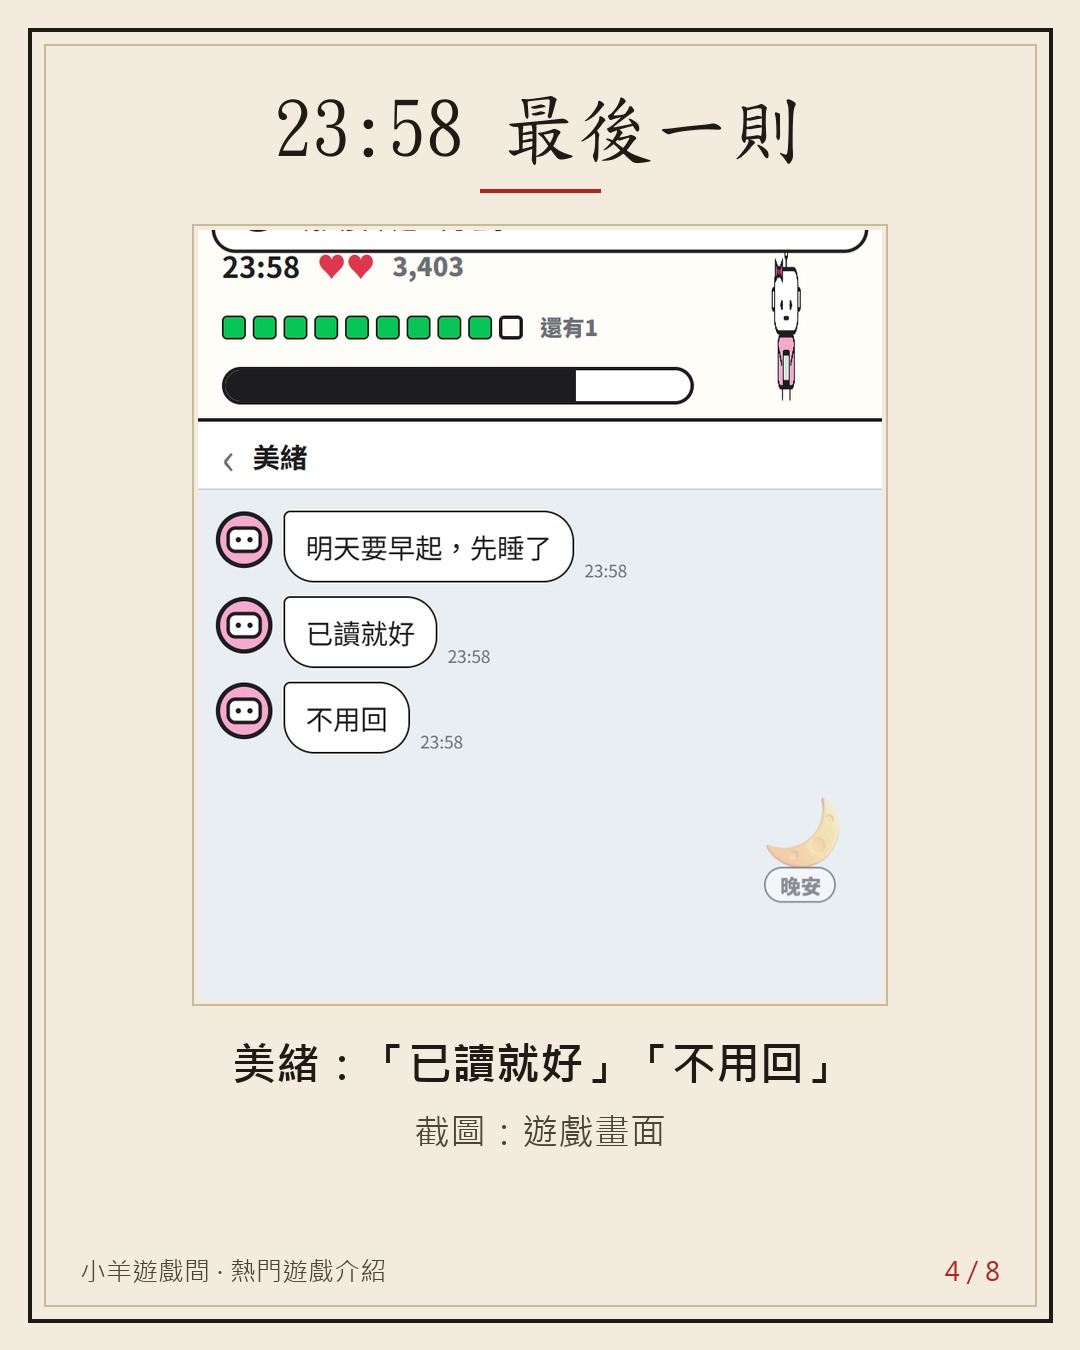 23:58 最後一則
23:58 3,403
還有1
‹ 美緒
明天要早起，先睡了 23:58
已讀就好 23:58
不用回 23:58
晚安
美緒：「已讀就好」「不用回」
截圖：遊戲畫面
小羊遊戲間 · 熱門遊戲介紹
4 / 8